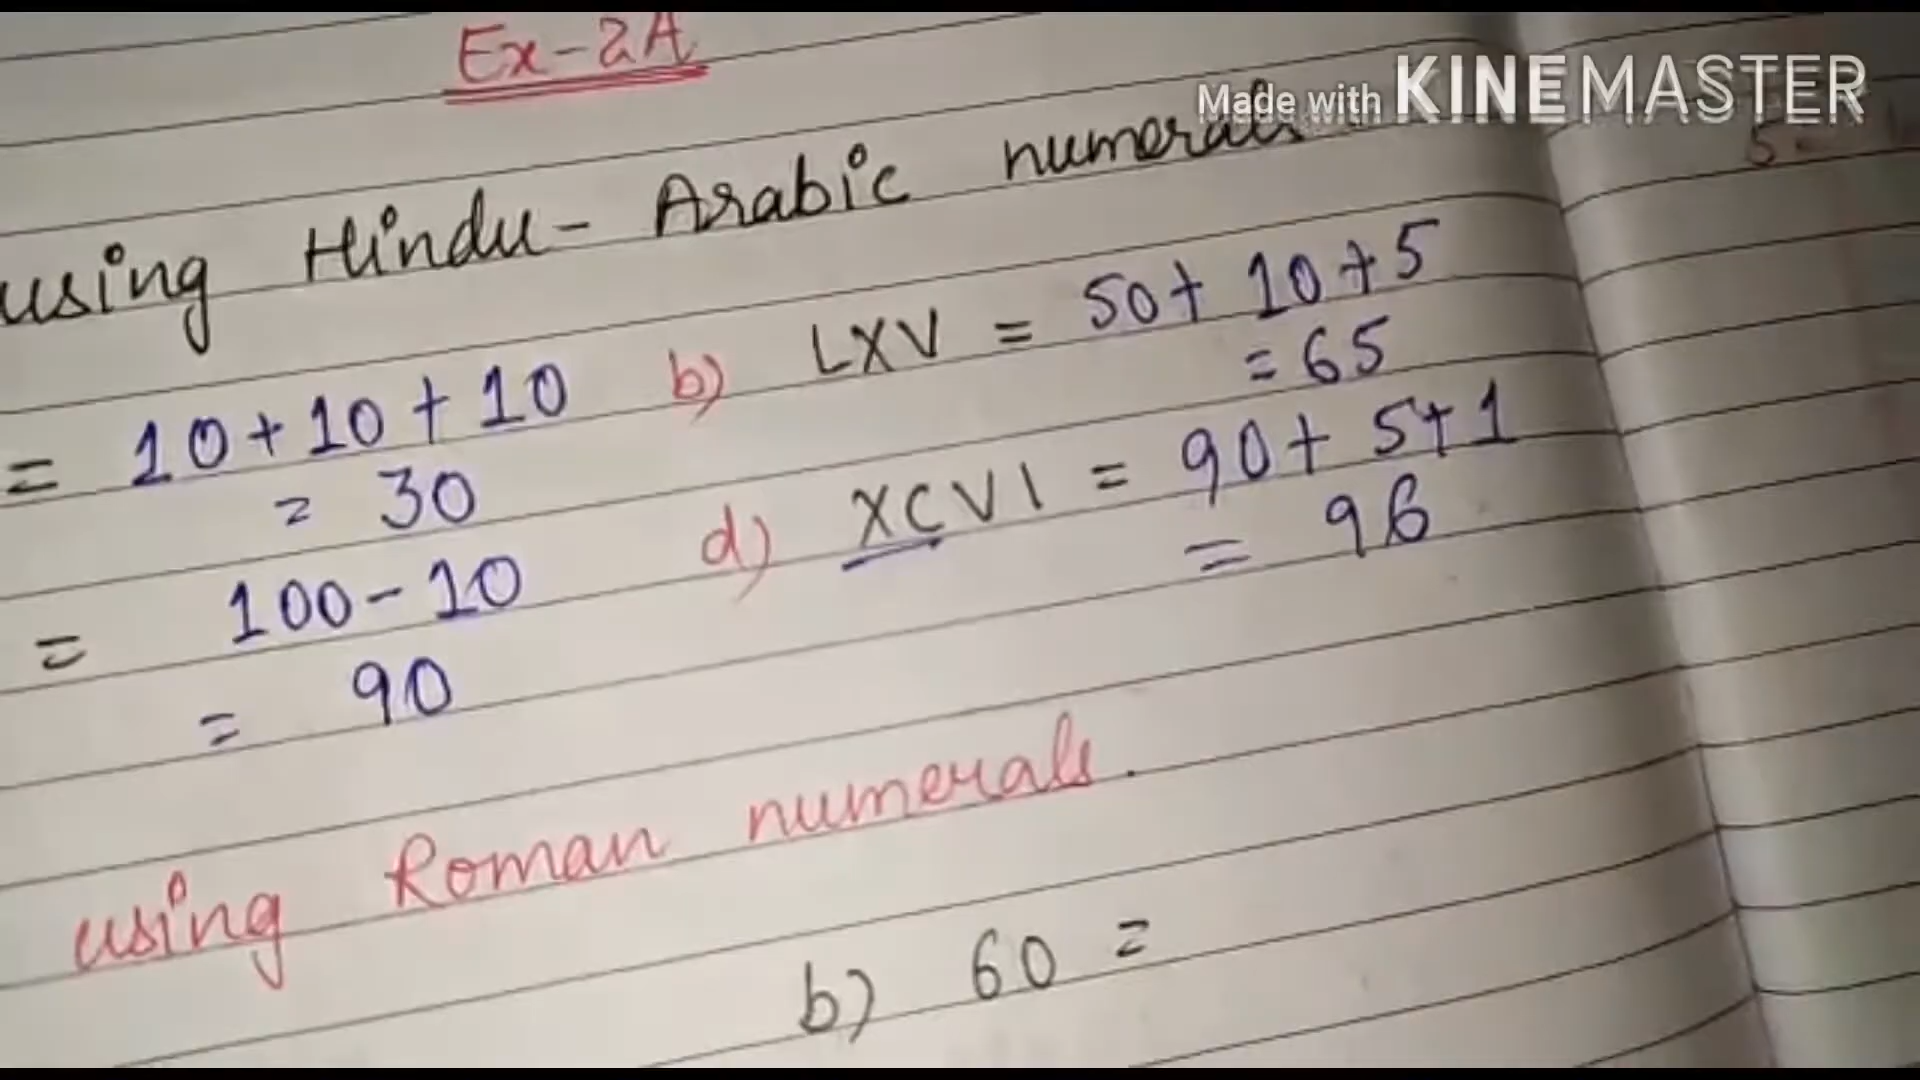 Ex-2A
Made with KINEMASTER
using Hindu-Arabic numerals
= 10+10+10
= 30
b) LXV = 50+ 10+5
= 65
= 100-10
= 90
d) XCVI = 90+ 5+1
= 96
using Roman numerals.
b) 60 =